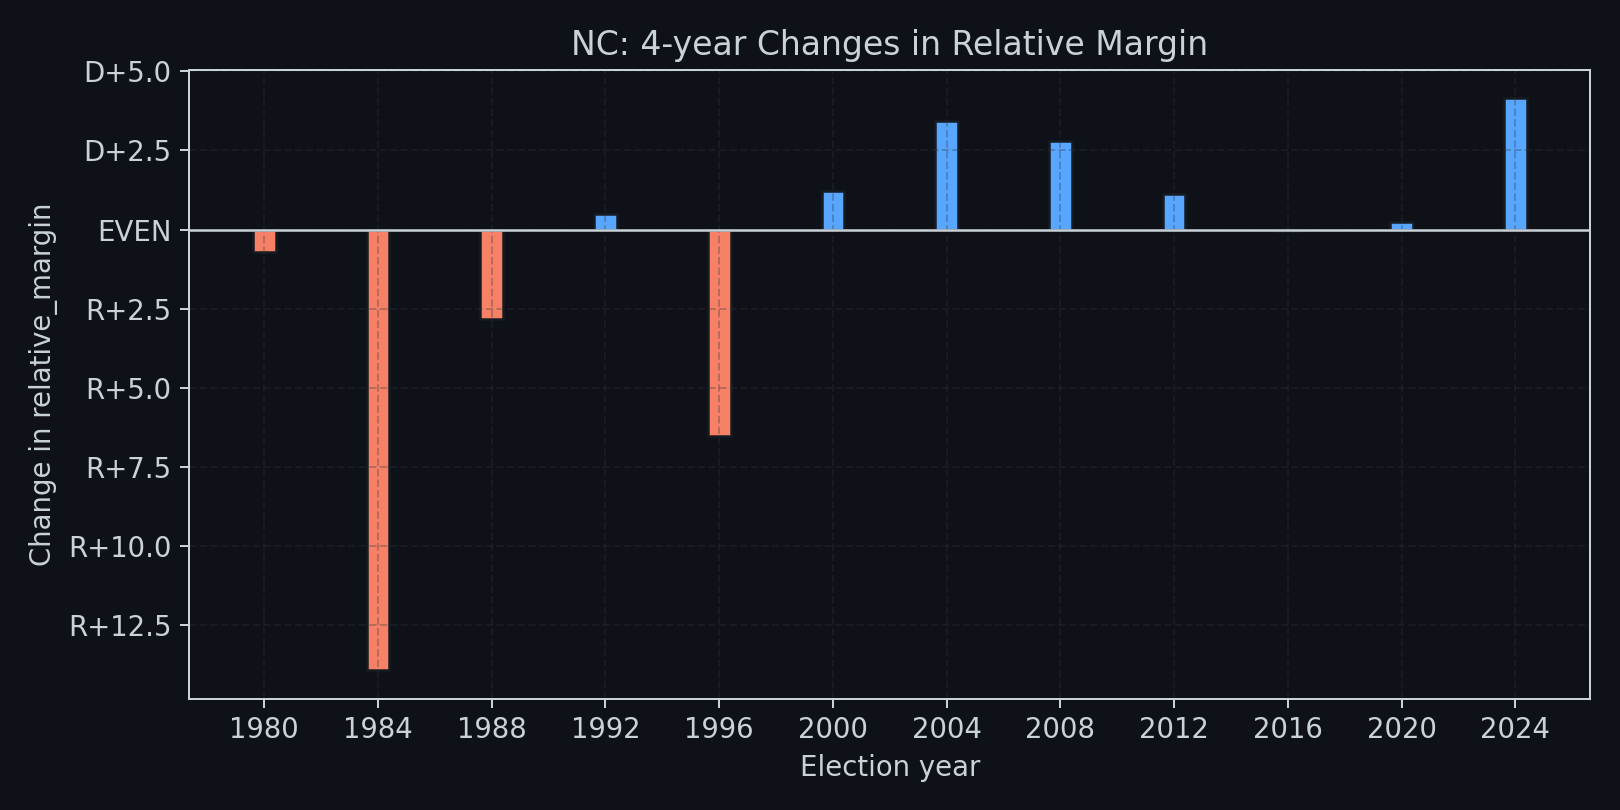 NC: 4-year Changes in Relative Margin
Change in relative_margin
D+5.0
D+2.5
EVEN
R+2.5
R+5.0
R+7.5
R+10.0
R+12.5
1980 1984 1988 1992 1996 2000 2004 2008 2012 2016 2020 2024
Election year